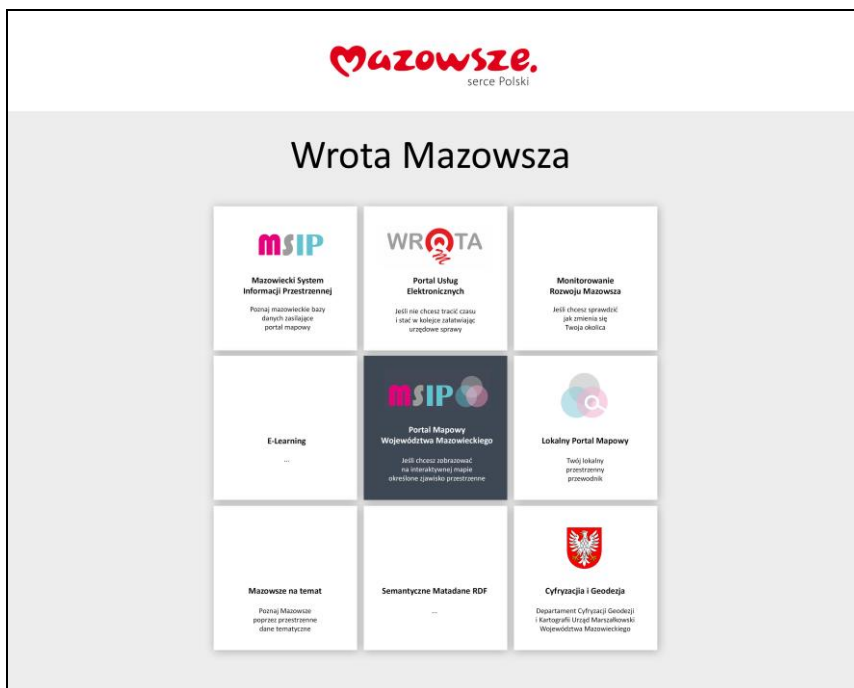 mazowsze.
serce Polski
Wrota Mazowsza
MSIP
Mazowiecki System
Informacji Przestrzennej
Poznaj mazowieckie bazy
danych zasilające
portal mapowy
WROTA
Portal Usług
Elektronicznych
Jeśli nie chcesz tracić czasu
i stać w kolejce załatwiając
urzędowe sprawy
Monitorowanie
Rozwoju Mazowsza
Jeśli chcesz sprawdzić
jak zmienia się
Twoja okolica
E-Learning
...
MSIP
Portal Mapowy
Województwa Mazowieckiego
Jeśli chcesz zobrazować
na interaktywnej mapie
określone zjawisko przestrzenne
Lokalny Portal Mapowy
Twój lokalny
przestrzenny
przewodnik
Mazowsze na temat
Poznaj Mazowsze
poprzez przestrzenne
dane tematyczne
Semantyczne Matadane RDF
...
Cyfryzacjia i Geodezja
Departament Cyfryzacji Geodezji
i Kartografii Urząd Marszałkowski
Województwa Mazowieckiego